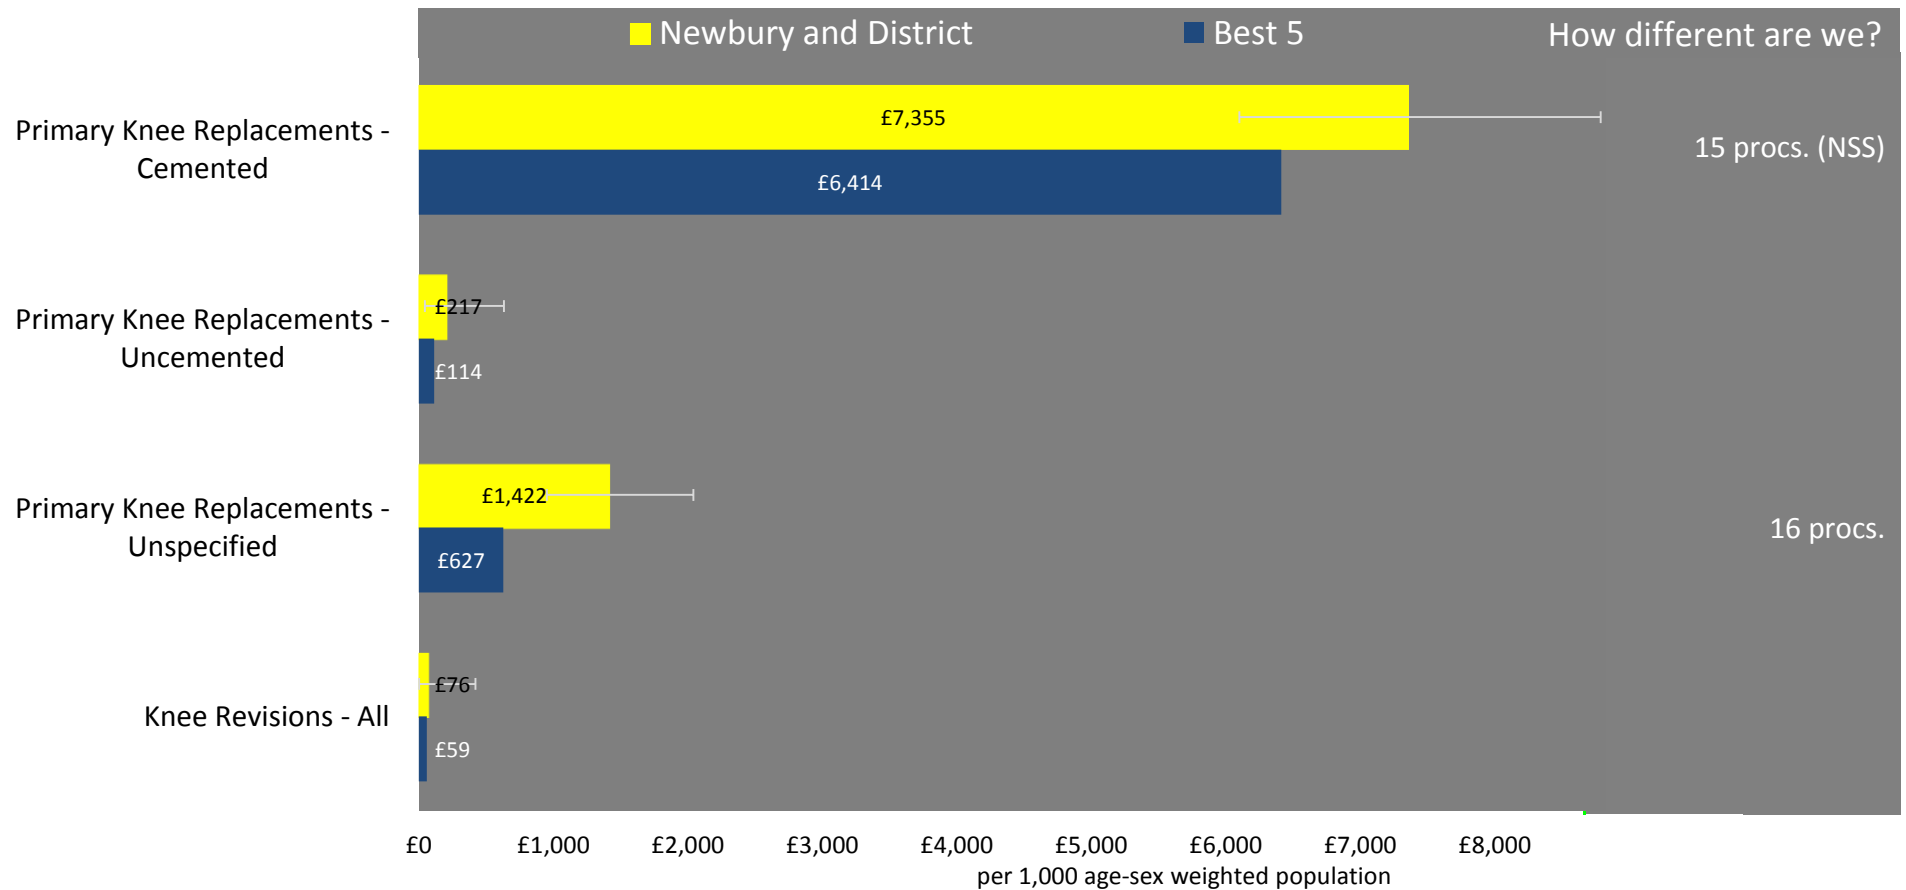 Newbury and District
Best 5
How different are we?
Primary Knee Replacements -
Cemented
£7,355
£6,414
15 procs. (NSS)
Primary Knee Replacements -
Uncemented
£217
£114
Primary Knee Replacements -
Unspecified
£1,422
£627
16 procs.
Knee Revisions - All
£76
£59
£0 £1,000 £2,000 £3,000 £4,000 £5,000 £6,000 £7,000 £8,000
per 1,000 age-sex weighted population